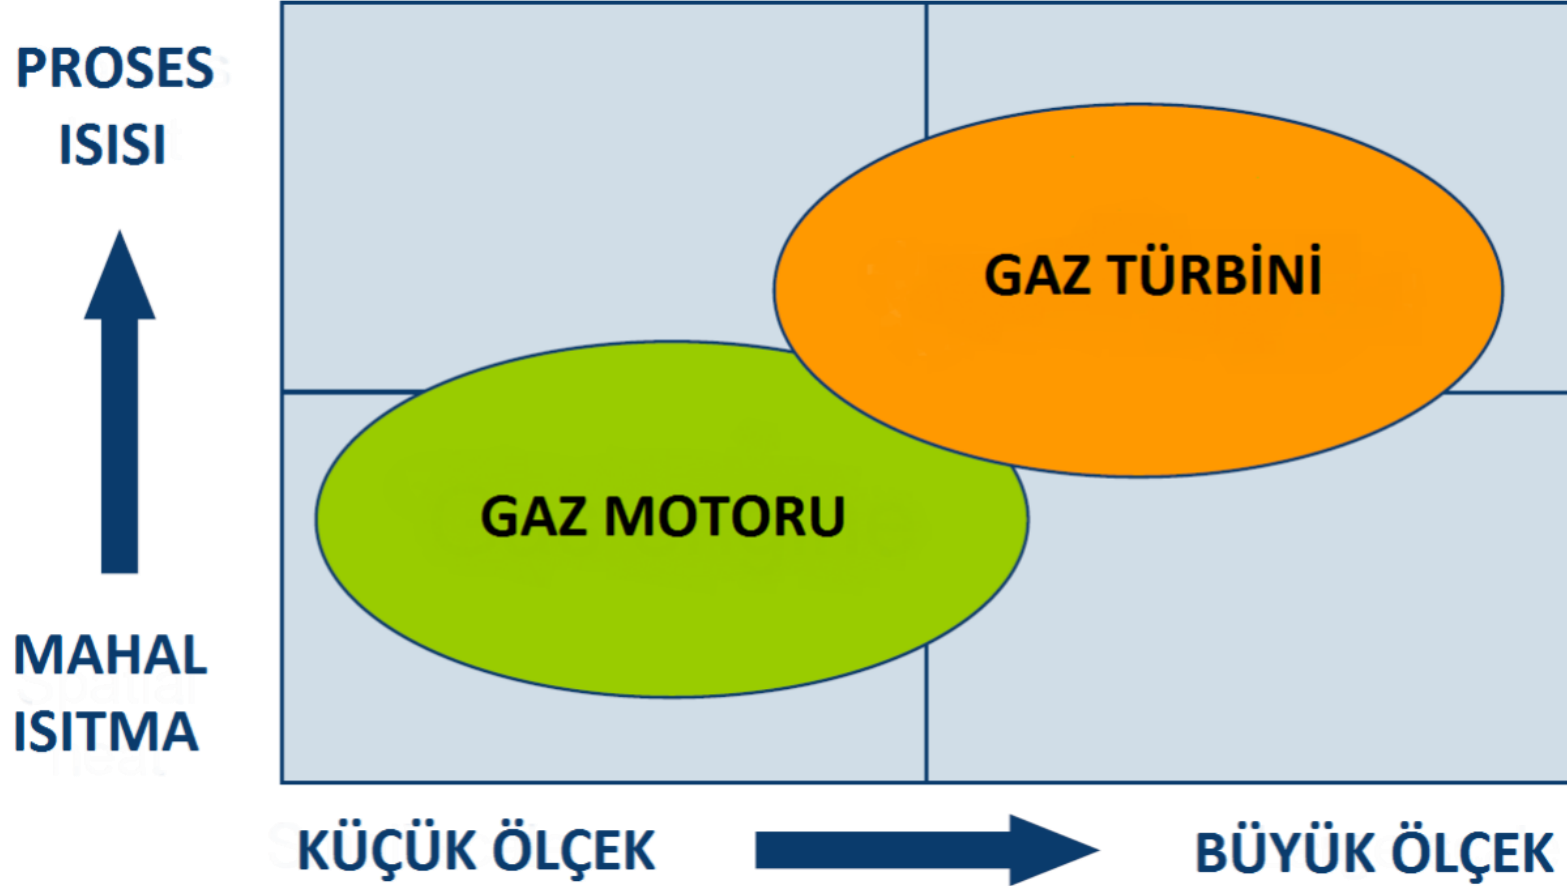 PROSES
ISISI
GAZ TÜRBİNİ
GAZ MOTORU
MAHAL
ISITMA
KÜÇÜK ÖLÇEK
BÜYÜK ÖLÇEK